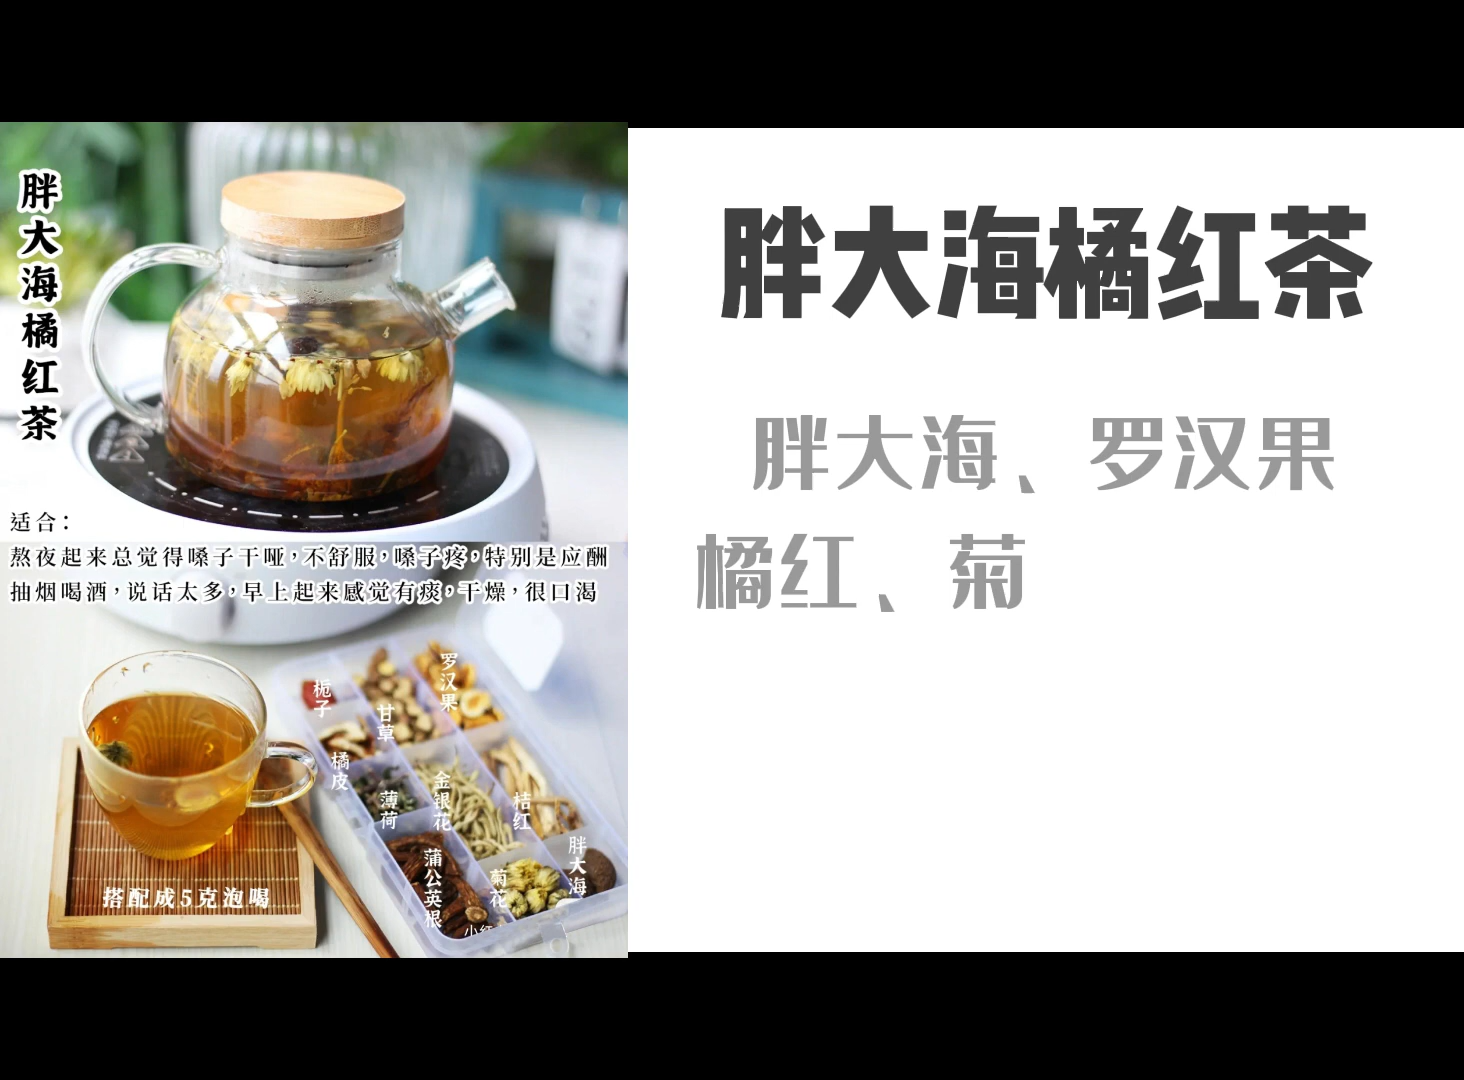 胖大海橘红茶
适合：
熬夜起来总觉得嗓子干哑，不舒服，嗓子疼，特别是应酬
抽烟喝酒，说话太多，早上起来感觉有痰，干燥，很口渴
罗汉果
栀子
甘草
橘皮
金银花
薄荷
桔红
胖大海
蒲公英根
菊花
搭配成5克泡喝
胖大海橘红茶
胖大海、罗汉果
橘红、菊